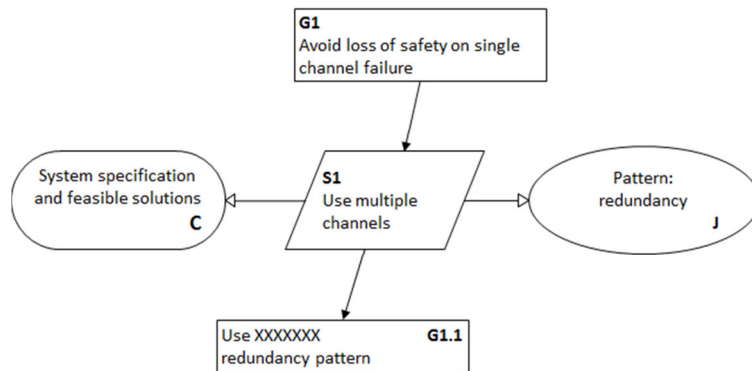 G1
Avoid loss of safety on single
channel failure
System specification
and feasible solutions
C
S1
Use multiple
channels
Pattern:
redundancy
J
Use XXXXXXX G1.1
redundancy pattern